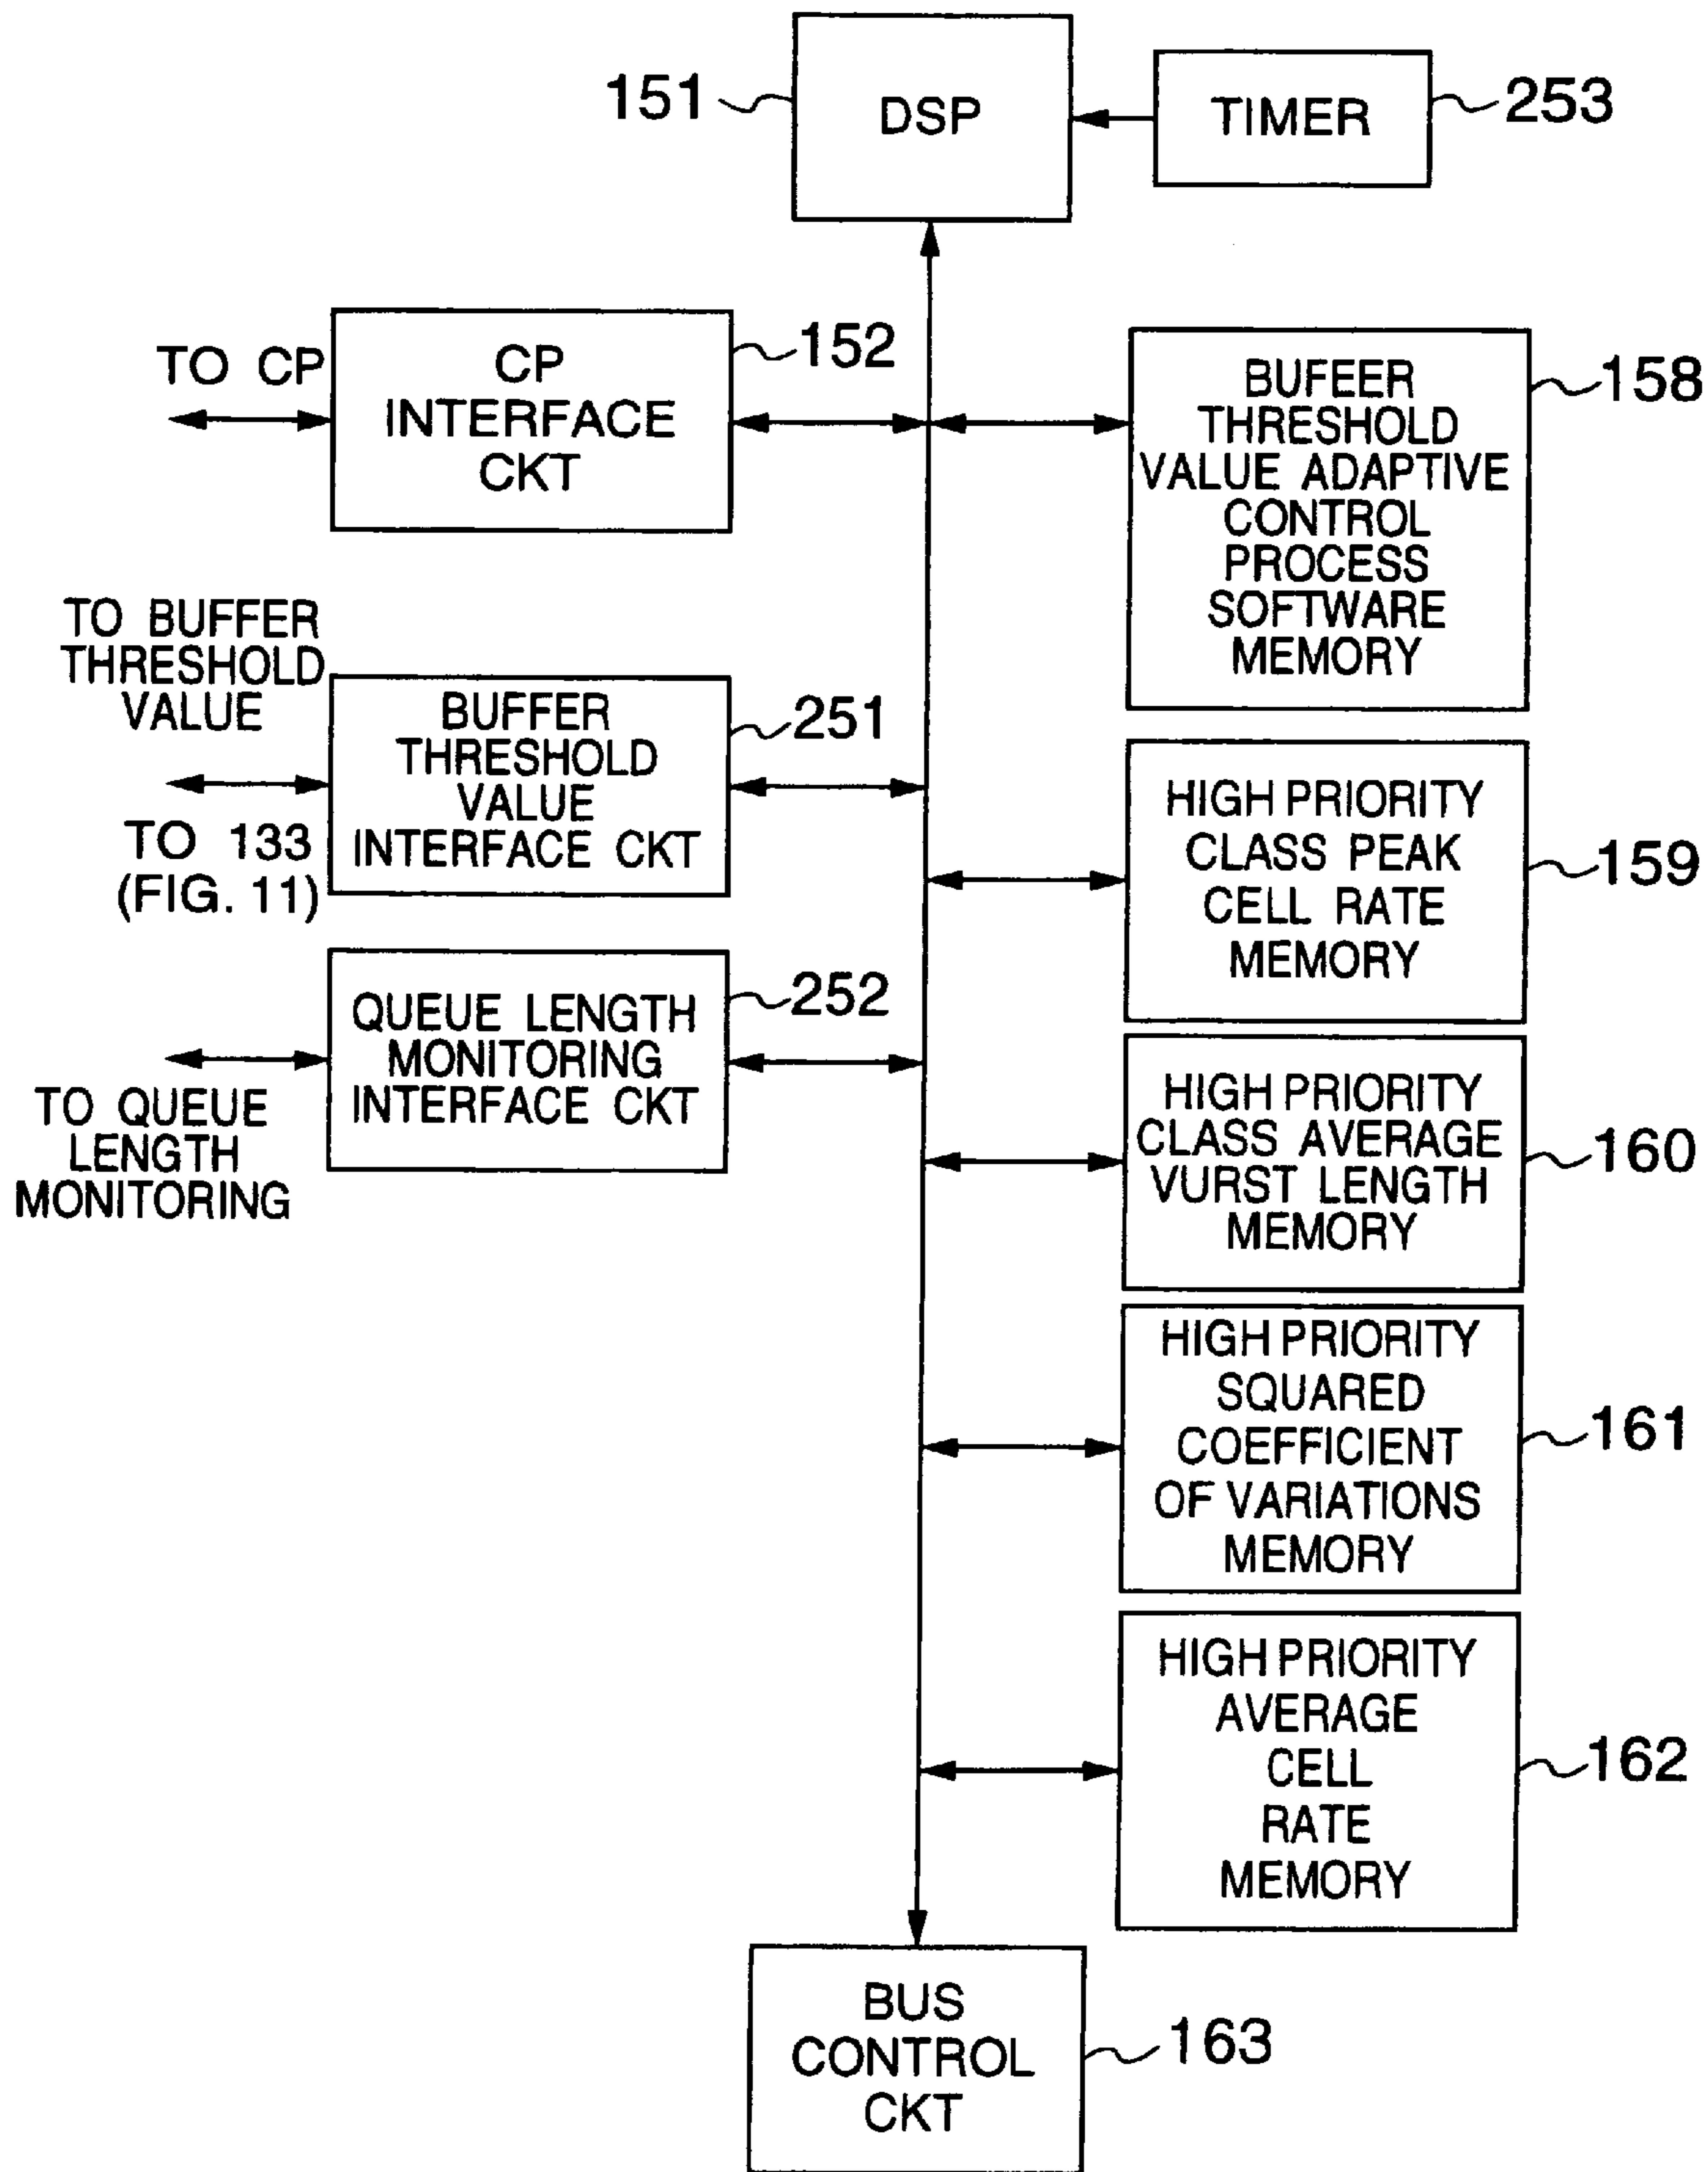 151
DSP
TIMER
253
TO CP
CP
INTERFACE
CKT
152
BUFEER
THRESHOLD
VALUE ADAPTIVE
CONTROL
PROCESS
SOFTWARE
MEMORY
158
TO BUFFER
THRESHOLD
VALUE
TO 133
(FIG. 11)
BUFFER
THRESHOLD
VALUE
INTERFACE CKT
251
HIGH PRIORITY
CLASS PEAK
CELL RATE
MEMORY
159
QUEUE LENGTH
MONITORING
INTERFACE CKT
252
TO QUEUE
LENGTH
MONITORING
HIGH PRIORITY
CLASS AVERAGE
VURST LENGTH
MEMORY
160
HIGH PRIORITY
SQUARED
COEFFICIENT
OF VARIATIONS
MEMORY
161
HIGH PRIORITY
AVERAGE
CELL
RATE
MEMORY
162
BUS
CONTROL
CKT
163